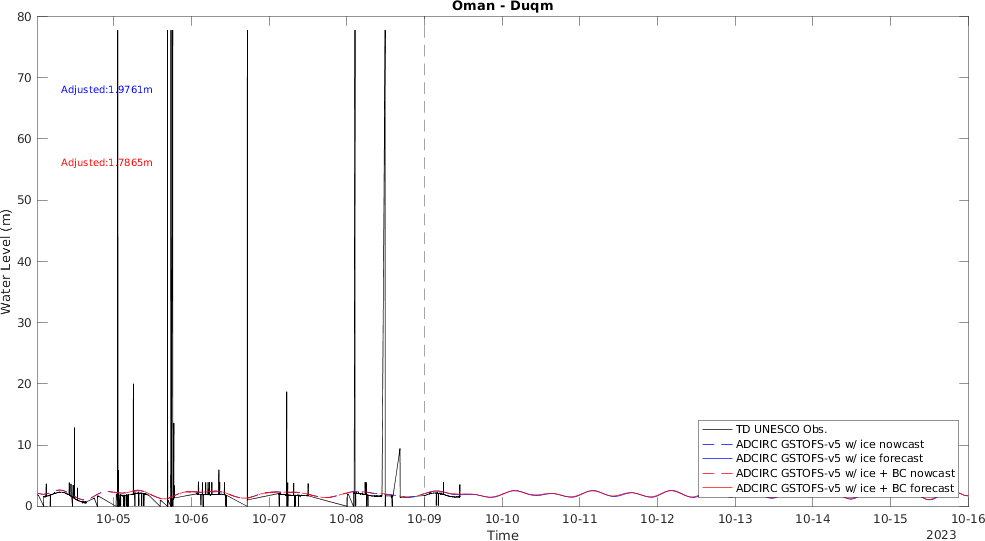 Oman - Duqm
80
70
60
50
40
30
20
10
0
Water Level (m)
Adjusted:1.9761m
Adjusted:1.7865m
TD UNESCO Obs.
ADCIRC GSTOFS-v5 w/ ice nowcast
ADCIRC GSTOFS-v5 w/ ice forecast
ADCIRC GSTOFS-v5 w/ ice + BC nowcast
ADCIRC GSTOFS-v5 w/ ice + BC forecast
10-05 10-06 10-07 10-08 10-09 10-10 10-11 10-12 10-13 10-14 10-15 10-16
Time
2023